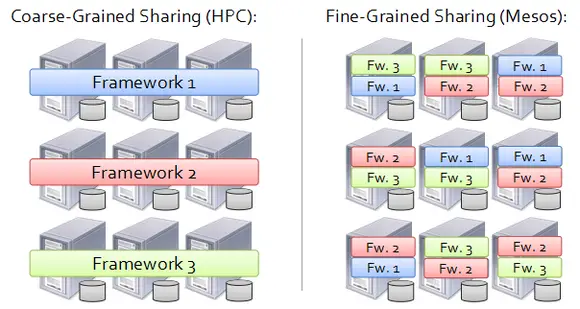 Coarse-Grained Sharing (HPC):
Framework 1
Framework 2
Framework 3
Fine-Grained Sharing (Mesos):
Fw. 3 Fw. 3 Fw. 1
Fw. 1 Fw. 2 Fw. 2
Fw. 2 Fw. 1 Fw. 1
Fw. 3 Fw. 3 Fw. 2
Fw. 2 Fw. 3 Fw. 2
Fw. 1 Fw. 2 Fw. 3